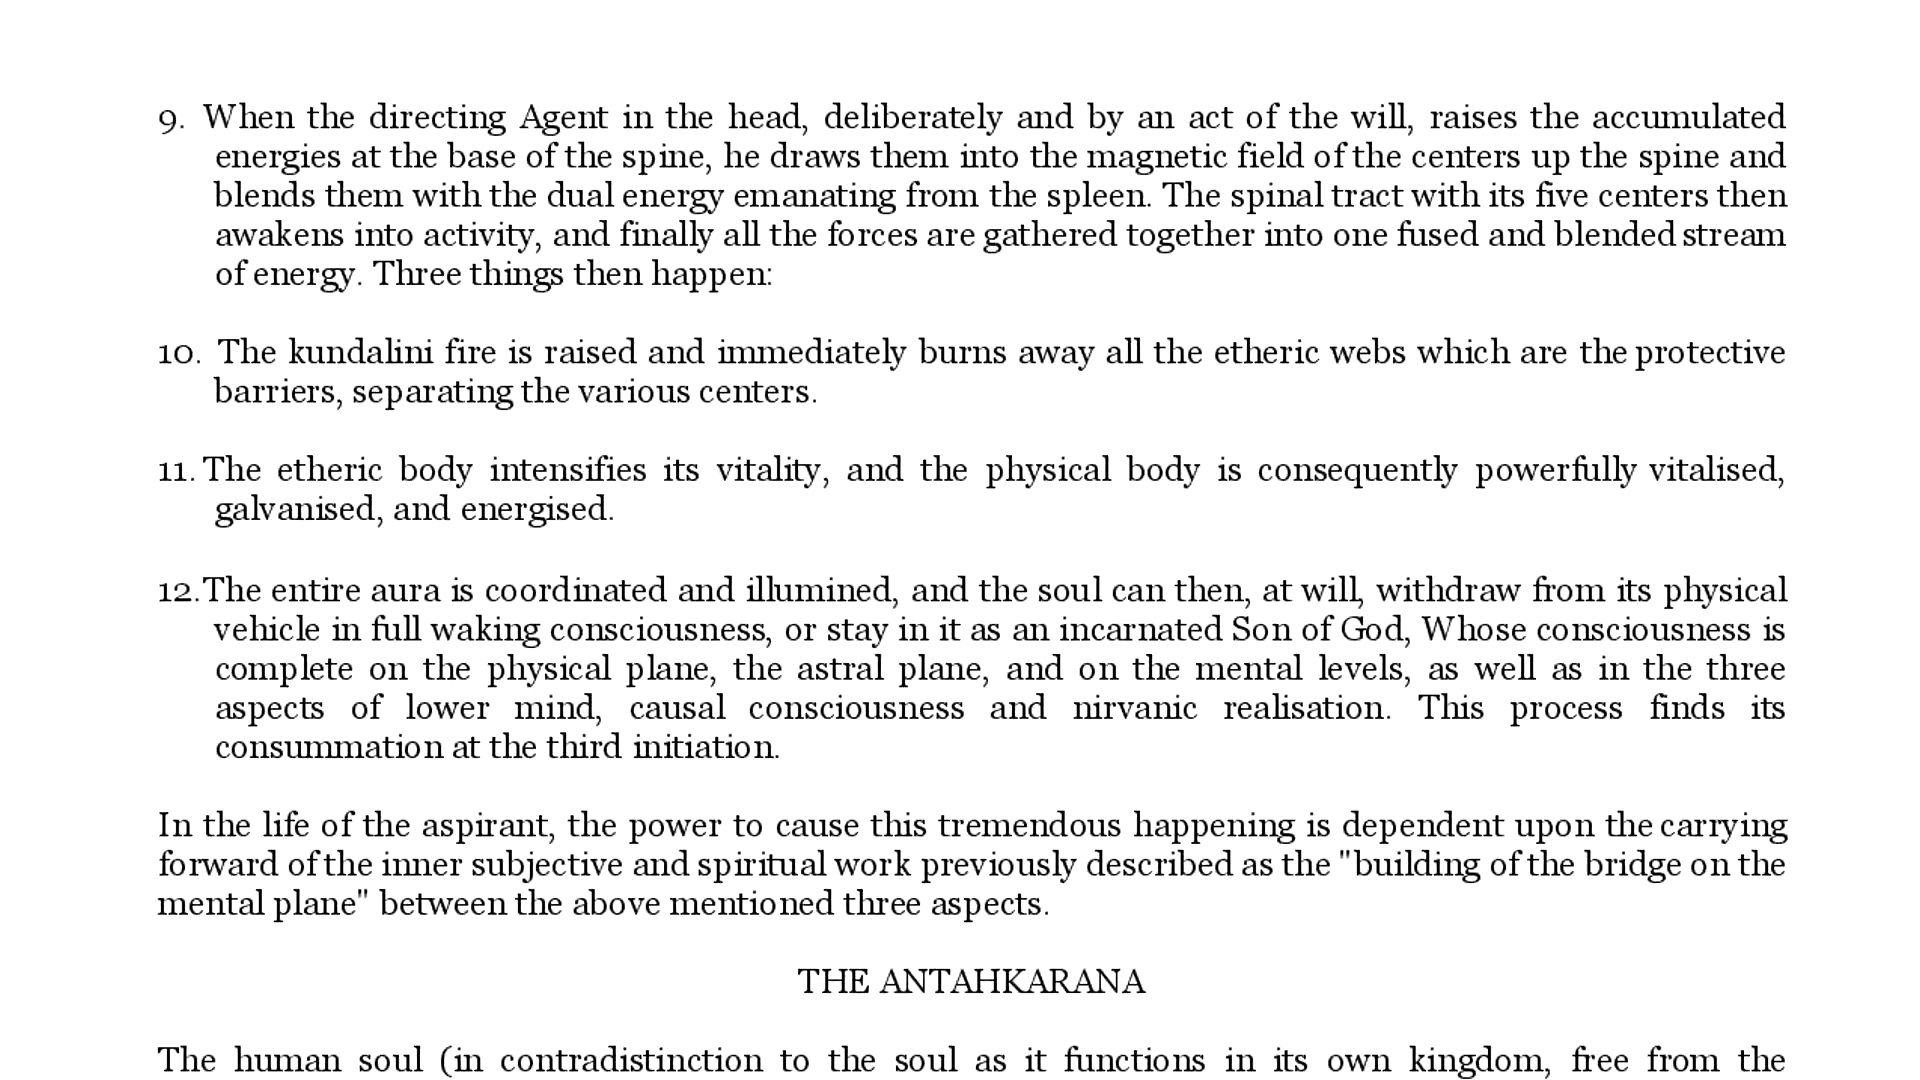 9. When the directing Agent in the head, deliberately and by an act of the will, raises the accumulated
energies at the base of the spine, he draws them into the magnetic field of the centers up the spine and
blends them with the dual energy emanating from the spleen. The spinal tract with its five centers then
awakens into activity, and finally all the forces are gathered together into one fused and blended stream
of energy. Three things then happen:
10. The kundalini fire is raised and immediately burns away all the etheric webs which are the protective
barriers, separating the various centers.
11. The etheric body intensifies its vitality, and the physical body is consequently powerfully vitalised,
galvanised, and energised.
12. The entire aura is coordinated and illumined, and the soul can then, at will, withdraw from its physical
vehicle in full waking consciousness, or stay in it as an incarnated Son of God, Whose consciousness is
complete on the physical plane, the astral plane, and on the mental levels, as well as in the three
aspects of lower mind, causal consciousness and nirvanic realisation. This process finds its
consummation at the third initiation.
In the life of the aspirant, the power to cause this tremendous happening is dependent upon the carrying
forward of the inner subjective and spiritual work previously described as the "building of the bridge on the
mental plane" between the above mentioned three aspects.
THE ANTAHKARANA
The human soul (in contradistinction to the soul as it functions in its own kingdom, free from the